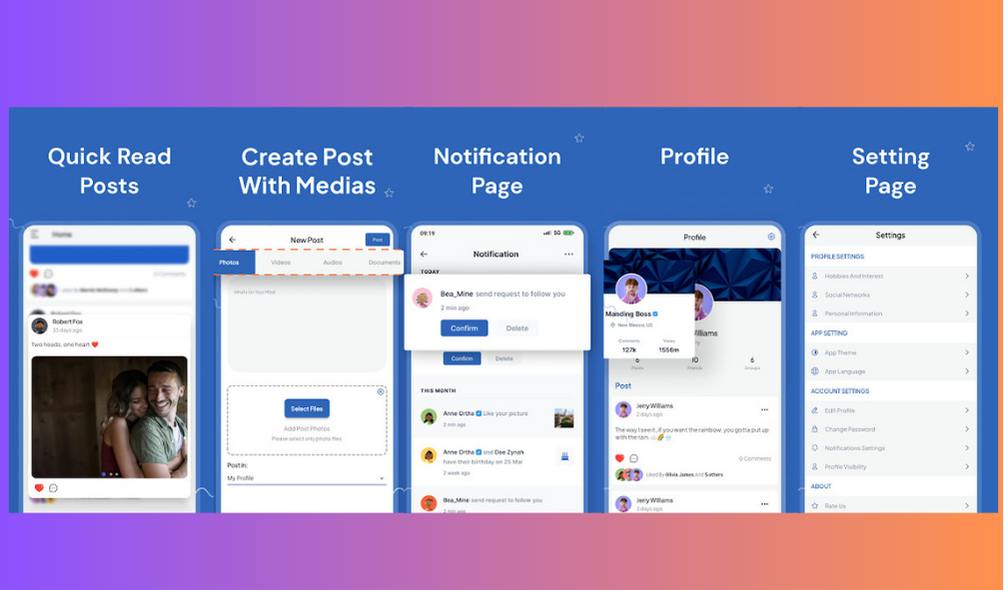 Quick Read
Posts
Home
12 Comments
Robert Fox
35 days ago
Two heads, one heart
Create Post
With Medias
New Post
Post
Photos
Videos
Audios
Documents
Whats On Your Mind
Select Files
Add Post Photos
Please select only photo files
Post in:
My Profile
Notification
Page
09:19
5G
Notification
TODAY
Bea_Mine send request to follow you
2 min ago
Confirm
Delete
Confirm
Delete
THIS MONTH
Anne Ortha Like your picture
2 min ago
Anne Ortha and Dee Zynah
have their birthday on 25 Mar
2 week ago
Bea_Mine send request to follow you
Profile
Profile
Manding Boss
New Mexico, US
Comments
Views
127k
1556m
illiams
6
10
6
Posts
Friends
Groups
Post
Jerry Williams
2 days ago
The way I see it, if you want the rainbow, you gotta put up
with the rain.
0 Comments
Liked By Olivia James And 5 others
Jerry Williams
3 days ago
Setting
Page
Settings
PROFILE SETTINGS
Hobbies And Interest
Social Networks
Personal Information
APP SETTING
App Theme
App Language
ACCOUNT SETTINGS
Edit Profile
Change Password
Notifications Settings
Profile Visibility
ABOUT
Rate Us